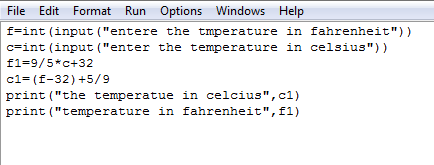 File Edit Format Run Options Windows Help
f=int(input("entere the tmperature in fahrenheit"))
c=int(input("enter the temperature in celsius"))
f1=9/5*c+32
c1=(f-32)+5/9
print("the temperatue in celcius",c1)
print("temperature in fahrenheit",f1)